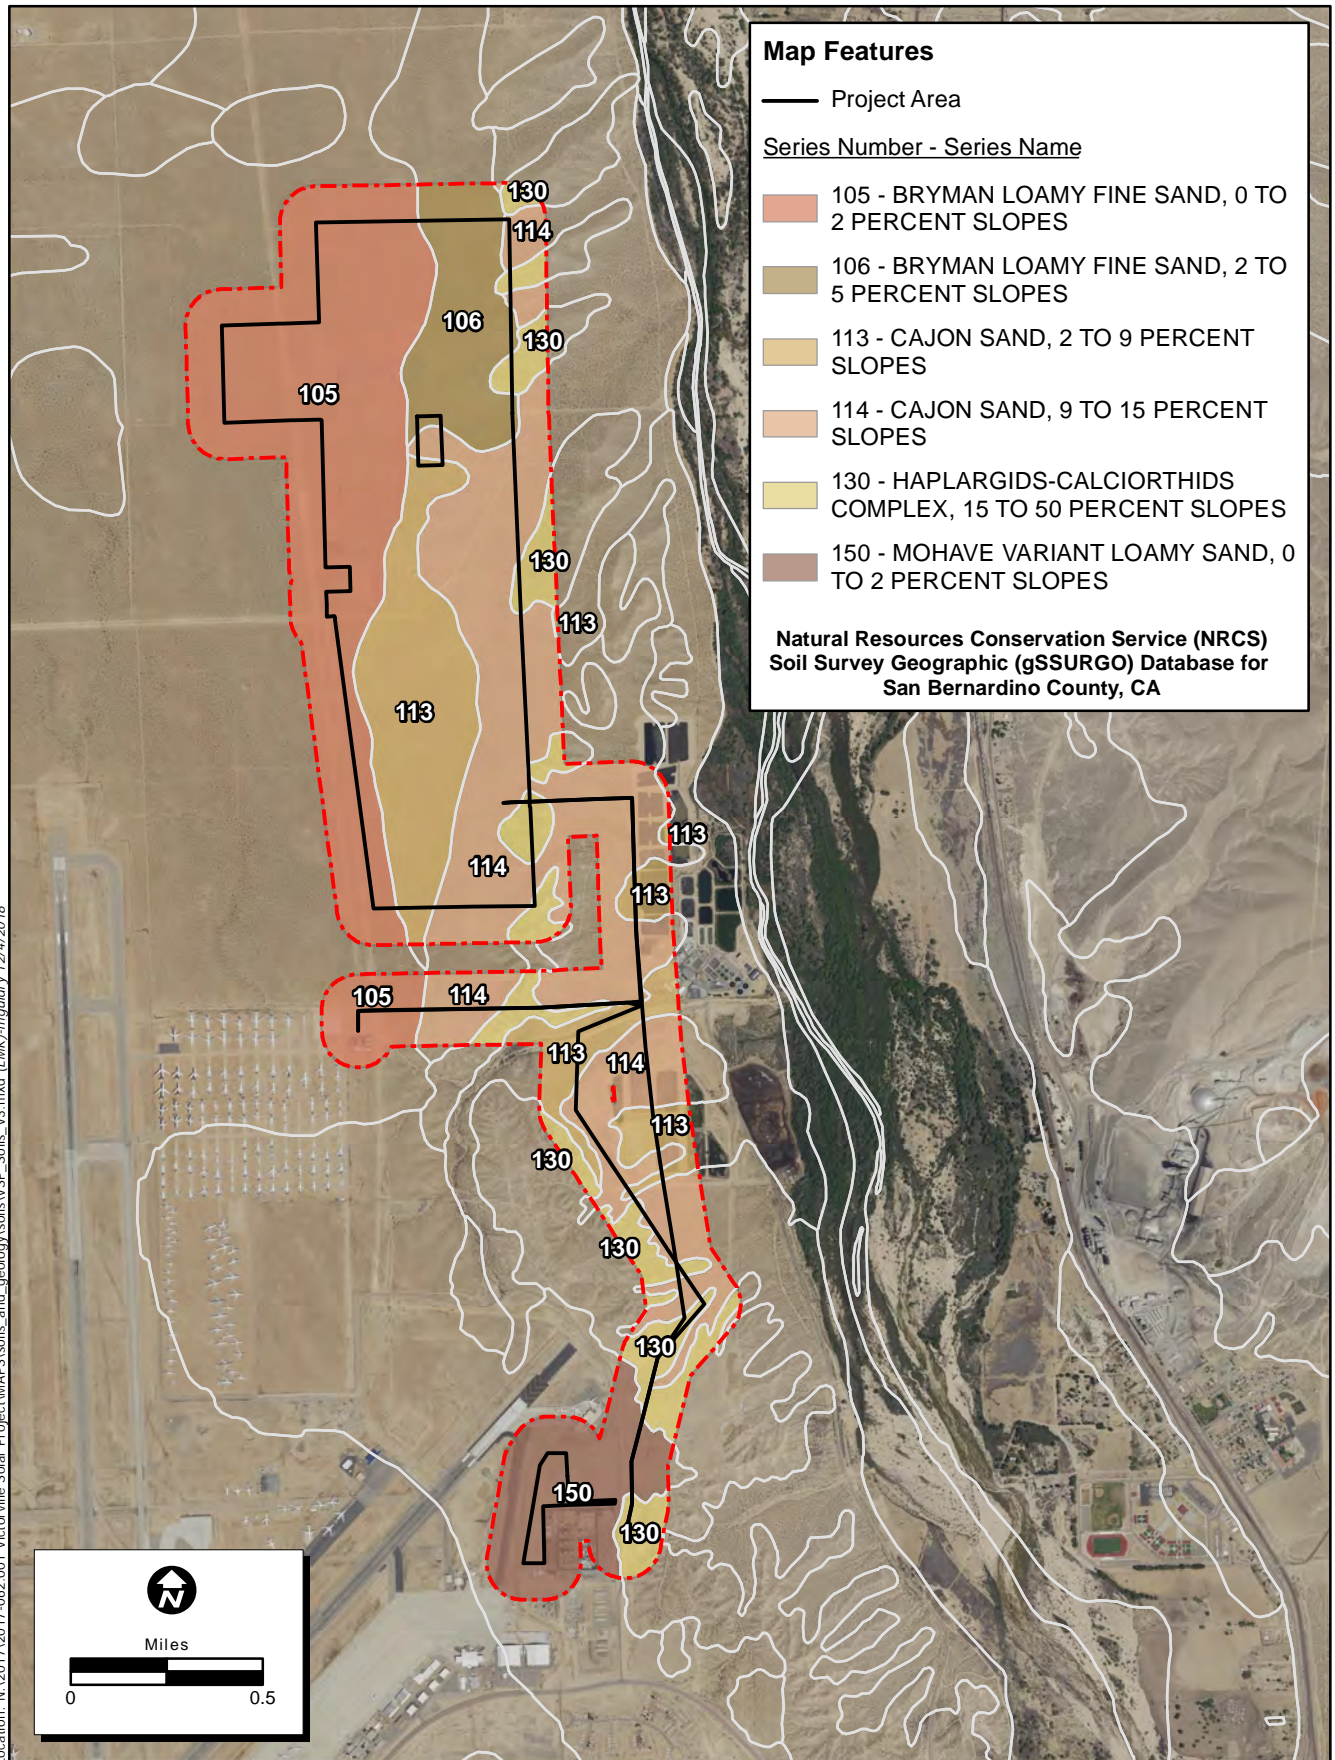 Map Features
Project Area
Series Number - Series Name
105 - BRYMAN LOAMY FINE SAND, 0 TO
2 PERCENT SLOPES
106 - BRYMAN LOAMY FINE SAND, 2 TO
5 PERCENT SLOPES
113 - CAJON SAND, 2 TO 9 PERCENT
SLOPES
114 - CAJON SAND, 9 TO 15 PERCENT
SLOPES
130 - HAPLARGIDS-CALCIORTHIDS
COMPLEX, 15 TO 50 PERCENT SLOPES
150 - MOHAVE VARIANT LOAMY SAND, 0
TO 2 PERCENT SLOPES
Natural Resources Conservation Service (NRCS)
Soil Survey Geographic (gSSURGO) Database for
San Bernardino County, CA
130
114
106
130
105
130
113
113
113
114
113
105
114
113
114
113
130
130
130
150
130
N
Miles
0 0.5